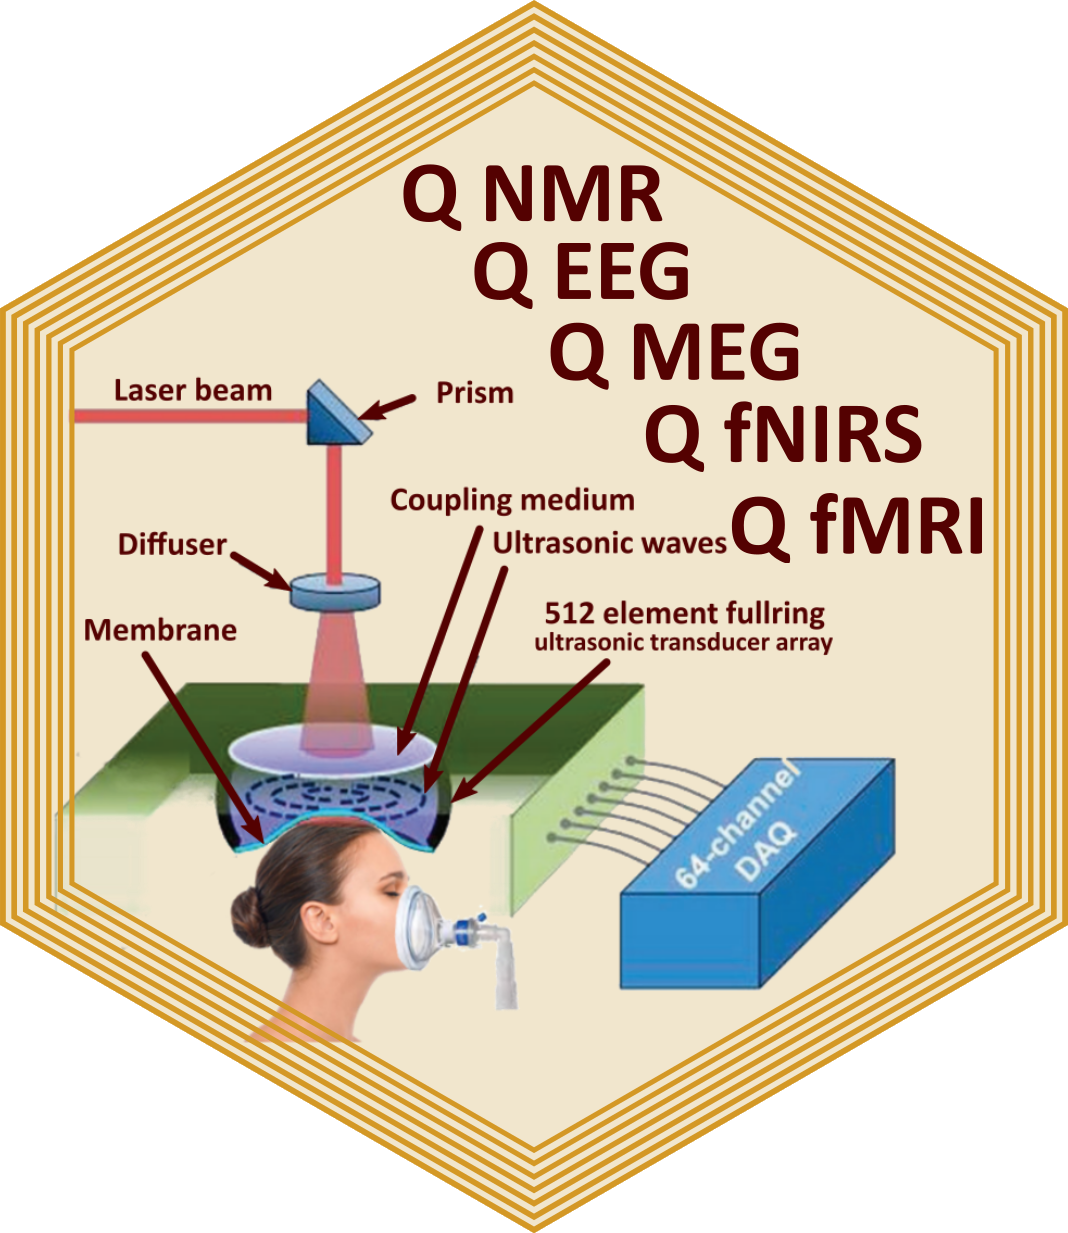 Q NMR
Q EEG
Q MEG
Laser beam
Prism
Q fNIRS
Coupling medium
Q fMRI
Diffuser
Ultrasonic waves
512 element fullring
ultrasonic transducer array
Membrane
64-channel
DAQ